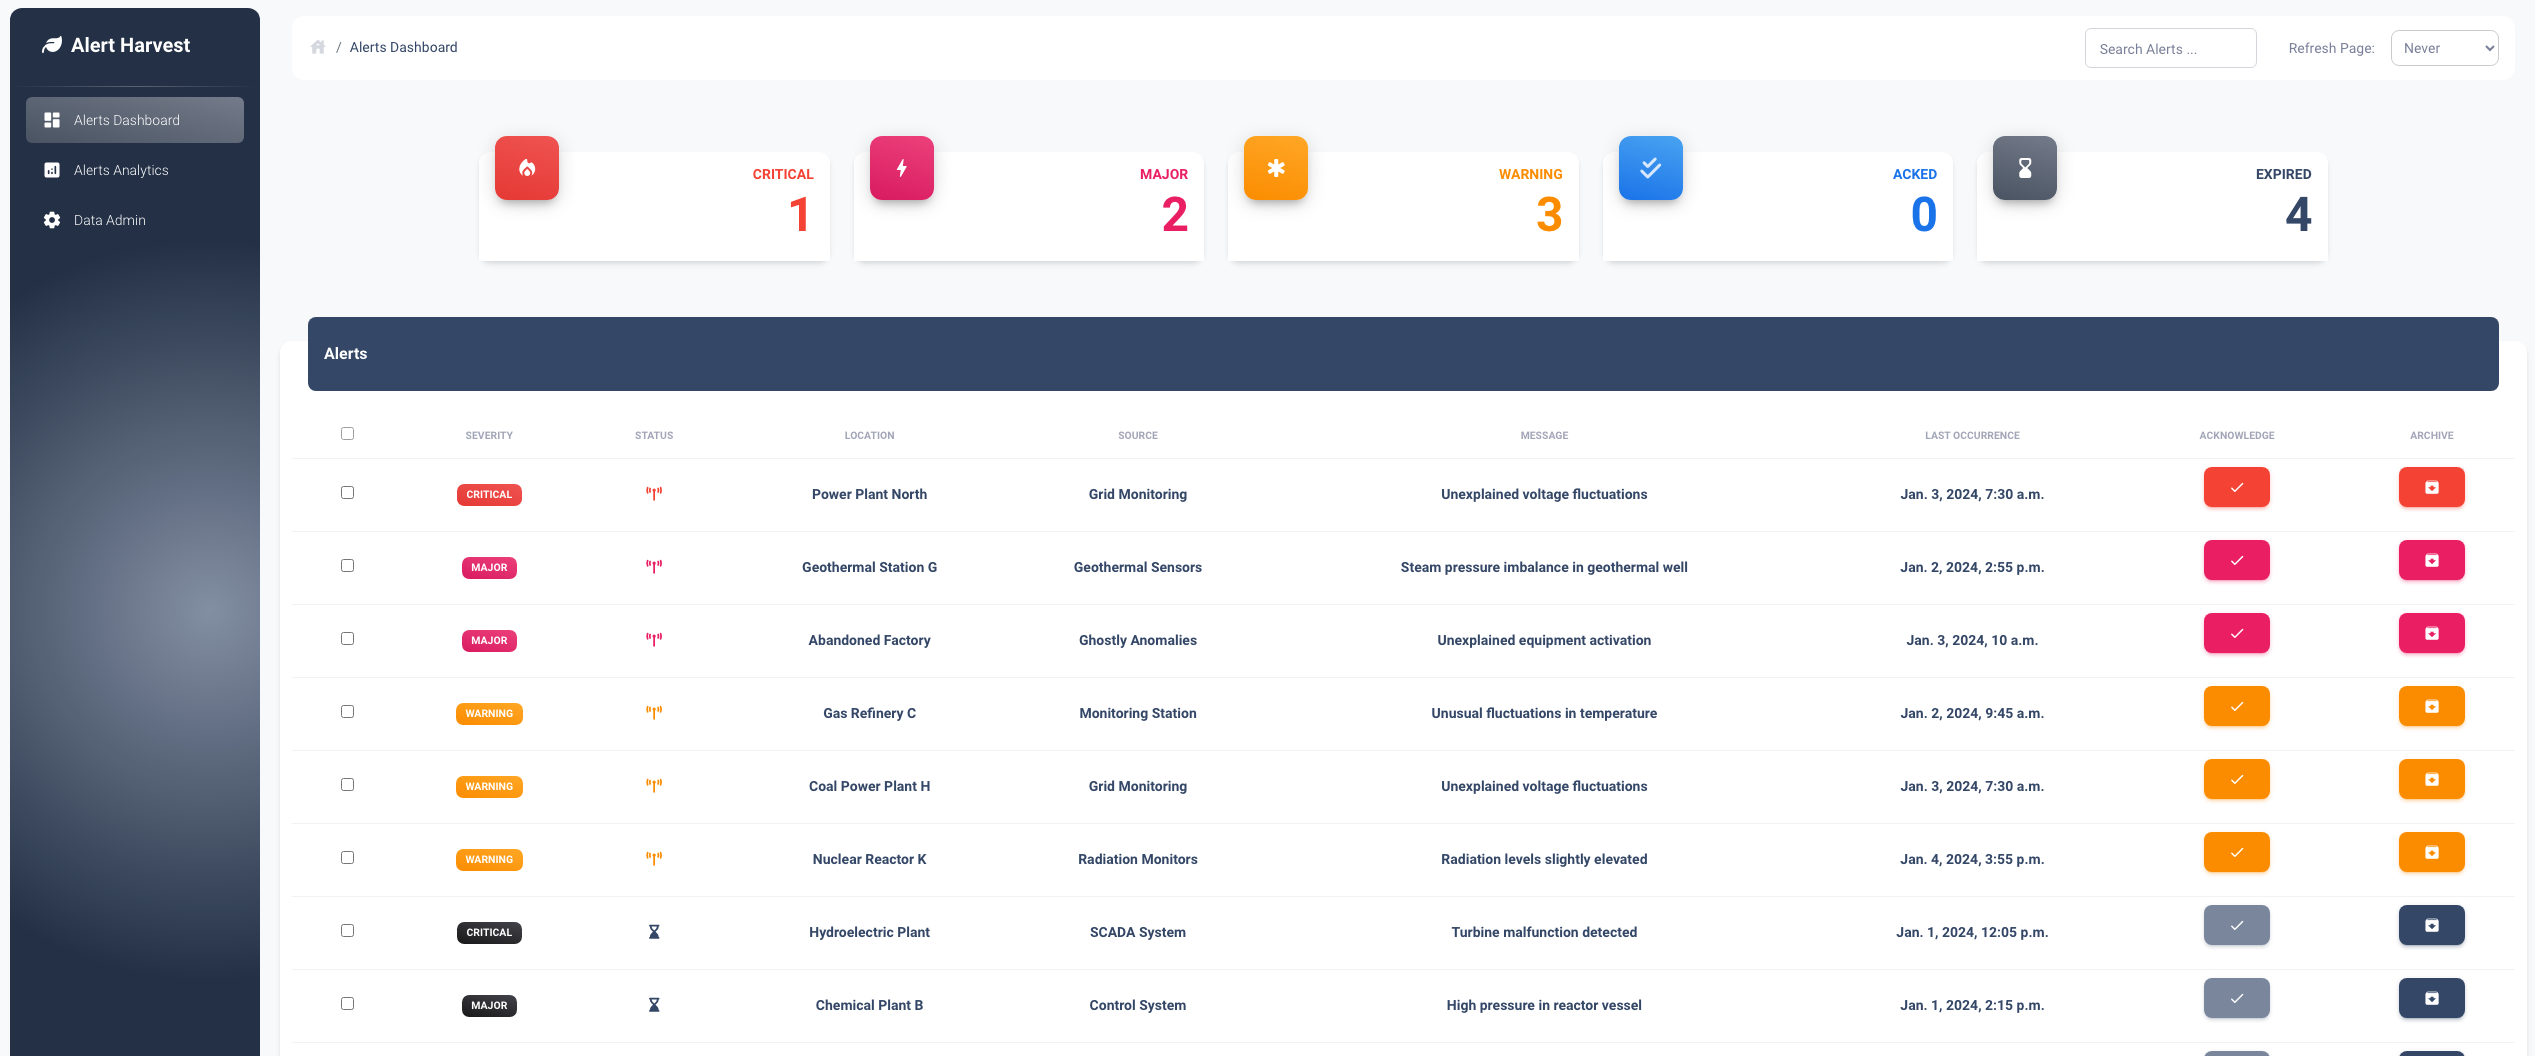 Alert Harvest
Alerts Dashboard
Alerts Analytics
Data Admin
/ Alerts Dashboard
Search Alerts ...
Refresh Page: Never
CRITICAL
1
MAJOR
2
WARNING
3
ACKED
0
EXPIRED
4
Alerts
SEVERITY STATUS LOCATION SOURCE MESSAGE LAST OCCURRENCE ACKNOWLEDGE ARCHIVE
CRITICAL Power Plant North Grid Monitoring Unexplained voltage fluctuations Jan. 3, 2024, 7:30 a.m.
MAJOR Geothermal Station G Geothermal Sensors Steam pressure imbalance in geothermal well Jan. 2, 2024, 2:55 p.m.
MAJOR Abandoned Factory Ghostly Anomalies Unexplained equipment activation Jan. 3, 2024, 10 a.m.
WARNING Gas Refinery C Monitoring Station Unusual fluctuations in temperature Jan. 2, 2024, 9:45 a.m.
WARNING Coal Power Plant H Grid Monitoring Unexplained voltage fluctuations Jan. 3, 2024, 7:30 a.m.
WARNING Nuclear Reactor K Radiation Monitors Radiation levels slightly elevated Jan. 4, 2024, 3:55 p.m.
CRITICAL Hydroelectric Plant SCADA System Turbine malfunction detected Jan. 1, 2024, 12:05 p.m.
MAJOR Chemical Plant B Control System High pressure in reactor vessel Jan. 1, 2024, 2:15 p.m.